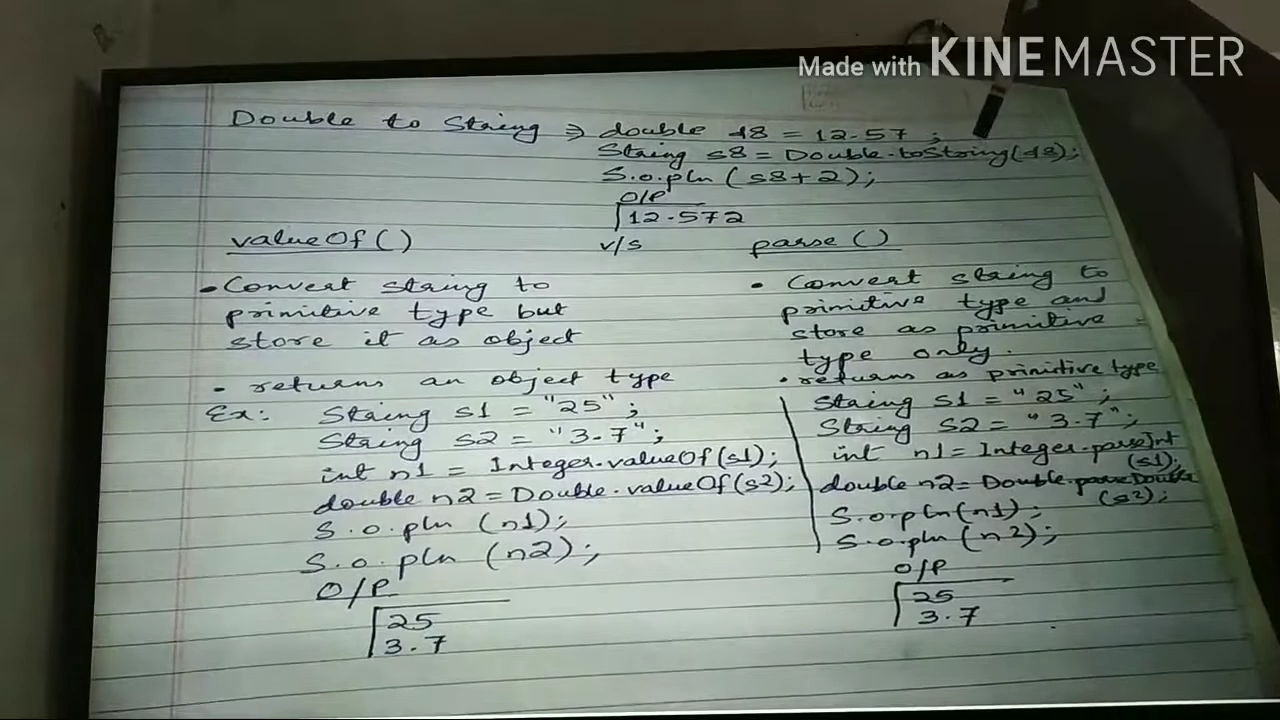 Made with KINEMASTER
Double to String ⇒ double d8 = 12.57 ;
String s8 = Double.toString(d8);
S.o.pln (s8+2);
O/P
12.572
valueOf() v/s parse()
• Convert string to
primitive type but
store it as object
• returns an object type
Ex: String s1 = "25";
String s2 = "3.7";
int n1 = Integer.valueOf(s1);
double n2 = Double.valueOf(s2);
S.o.pln (n1);
S.o.pln (n2);
O/P
25
3.7
• Convert string to
primitive type and
store as primitive
type only.
• returns as primitive type
String s1 = "25";
String s2 = "3.7";
int n1 = Integer.parseInt
(s1);
double n2 = Double.parseDouble
(s2);
S.o.pln(n1);
S.o.pln(n2);
O/P
25
3.7